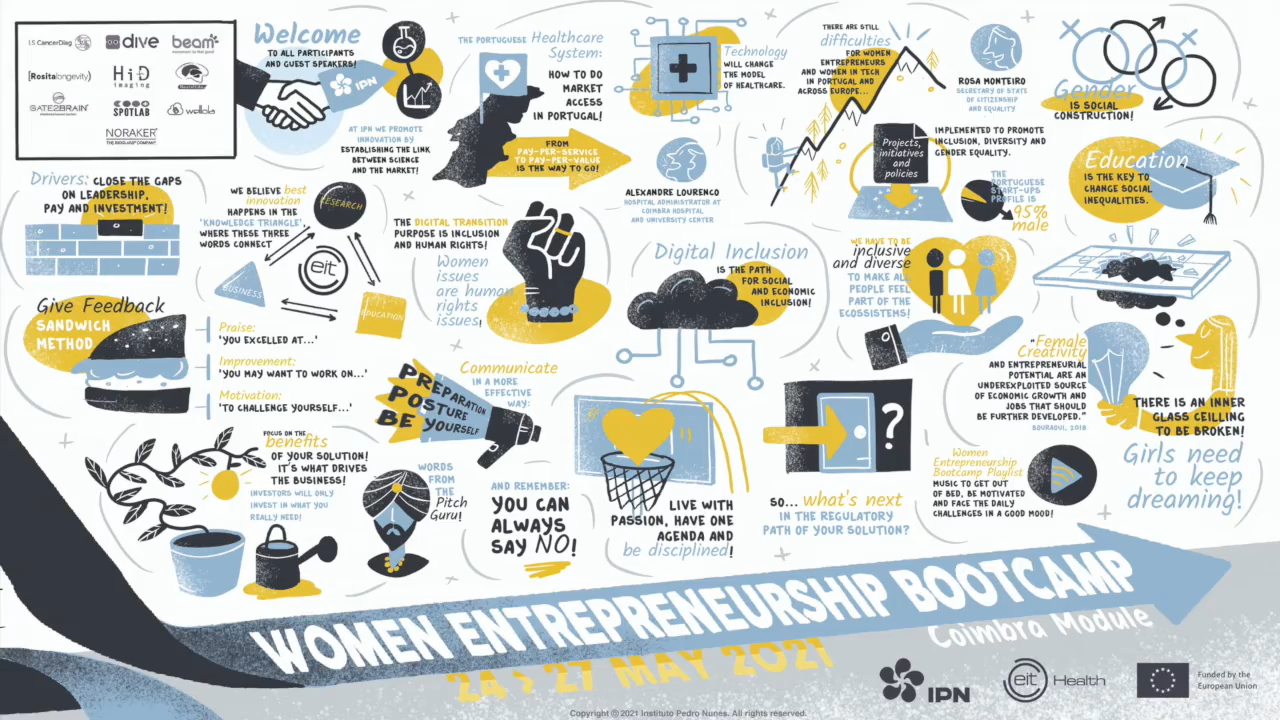 LS CancerDiag
dive
beam
[Rositalongevity]
HiD
imaging
GATE2BRAIN
SPOTLAB
wallola
NORAKER
Welcome
TO ALL PARTICIPANTS
AND GUEST SPEAKERS!
IPN
AT IPN WE PROMOTE
INNOVATION BY
ESTABLISHING THE LINK
BETWEEN SCIENCE
AND THE MARKET!
THE PORTUGUESE Healthcare
System:
HOW TO DO
MARKET
ACCESS
IN PORTUGAL!
FROM
PAY-PER-SERVICE
TO PAY-PER-VALUE
IS THE WAY TO GO!
Technology
WILL CHANGE
THE MODEL
OF HEALTHCARE.
ALEXANDRE LOURENCO
HOSPITAL ADMINISTRATOR AT
COIMBRA HOSPITAL
AND UNIVERSITY CENTER
THERE ARE STILL
difficulties
FOR WOMEN
ENTREPRENEURS
AND WOMEN IN TECH
IN PORTUGAL AND
ACROSS EUROPE...
ROSA MONTEIRO
SECRETARY OF STATE
OF CITIZENSHIP
AND EQUALITY
Gender
IS SOCIAL
CONSTRUCTION!
Projects,
initiatives
and
policies
IMPLEMENTED TO PROMOTE
INCLUSION, DIVERSITY AND
GENDER EQUALITY.
THE
PORTUGUESE
START-UPS
PROFILE IS
95%
male
Education
IS THE KEY TO
CHANGE SOCIAL
INEQUALITIES.
Drivers: CLOSE THE GAPS
ON LEADERSHIP,
PAY AND INVESTMENT!
WE BELIEVE best
innovation
HAPPENS IN THE
'KNOWLEDGE TRIANGLE',
WHERE THESE THREE
WORDS CONNECT
RESEARCH
eit
BUSINESS
EDUCATION
THE DIGITAL TRANSITION
PURPOSE IS INCLUSION
AND HUMAN RIGHTS!
Women
issues
are human
rights
issues!
Digital Inclusion
IS THE PATH
FOR SOCIAL
AND ECONOMIC
INCLUSION!
WE HAVE TO BE
inclusive
and diverse
TO MAKE ALL
PEOPLE FEEL
PART OF THE
ECOSSYSTEMS!
Give Feedback
SANDWICH
METHOD
Praise:
'YOU EXCELLED AT...'
Improvement:
'YOU MAY WANT TO WORK ON...'
Motivation:
'TO CHALLENGE YOURSELF...'
PREPARATION
POSTURE
BE YOURSELF
Communicate
IN A MORE
EFFECTIVE
WAY:
"Female
Creativity
AND ENTREPRENEURIAL
POTENTIAL ARE AN
UNDEREXPLOITED SOURCE
OF ECONOMIC GROWTH AND
JOBS THAT SHOULD
BE FURTHER DEVELOPED."
BOURAOUI, 2018
THERE IS AN INNER
GLASS CEILLING
TO BE BROKEN!
Girls need
to keep
dreaming!
FOCUS ON THE...
benefits
OF YOUR SOLUTION!
IT'S WHAT DRIVES
THE BUSINESS!
INVESTORS WILL ONLY
INVEST IN WHAT YOU
REALLY NEED!
WORDS
FROM
THE
Pitch
Guru!
AND REMEMBER:
YOU CAN
ALWAYS
SAY NO!
LIVE WITH
PASSION, HAVE ONE
AGENDA AND
be disciplined!
?
SO... what's next
IN THE REGULATORY
PATH OF YOUR SOLUTION?
Women
Entrepreneurship
Bootcamp Playlist
MUSIC TO GET OUT
OF BED, BE MOTIVATED
AND FACE THE DAILY
CHALLENGES IN A GOOD MOOD!
WOMEN ENTREPRENEURSHIP BOOTCAMP
Coimbra Module
24 27 MAY 2021
IPN
eit Health
Funded by the
European Union
Copyright © 2021 Instituto Pedro Nunes. All rights reserved.